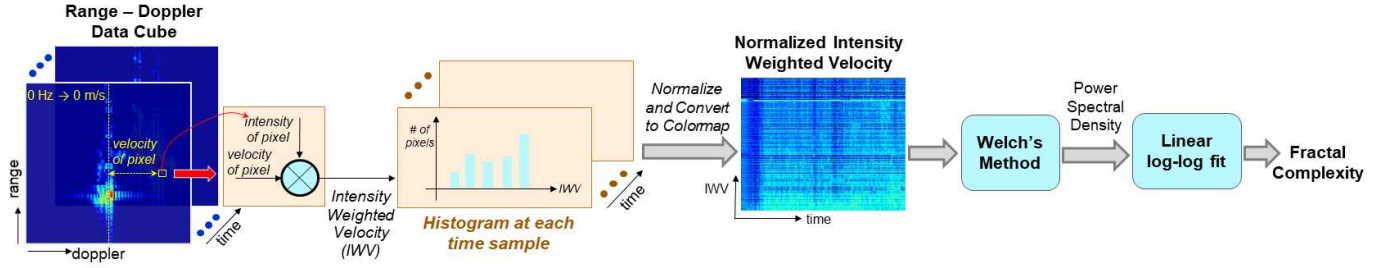 Range – Doppler
Data Cube
0 Hz → 0 m/s
velocity
of pixel
range
doppler
time
intensity
of pixel
velocity
of pixel
Intensity
Weighted
Velocity
(IWV)
# of
pixels
IWV
Histogram at each
time sample
time
Normalize
and Convert
to Colormap
Normalized Intensity
Weighted Velocity
IWV
time
Welch's
Method
Power
Spectral
Density
Linear
log-log fit
Fractal
Complexity